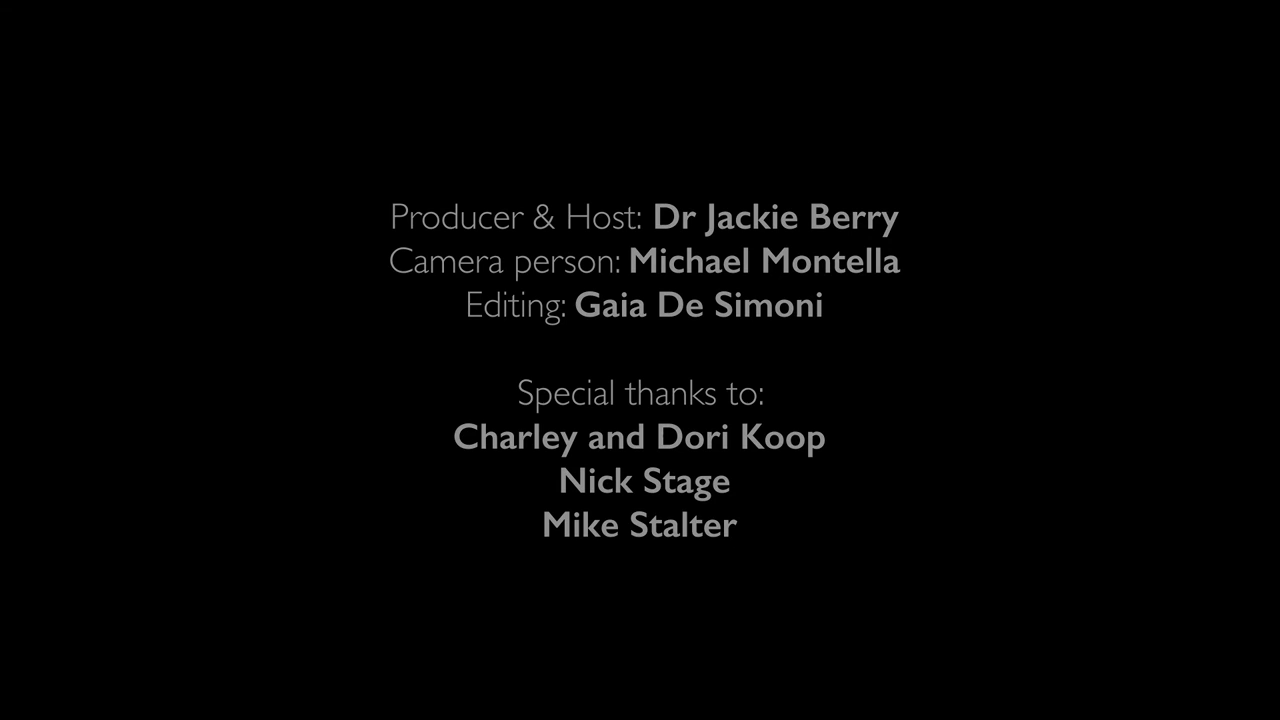 Producer & Host: Dr Jackie Berry
Camera person: Michael Montella
Editing: Gaia De Simoni
Special thanks to:
Charley and Dori Koop
Nick Stage
Mike Stalter